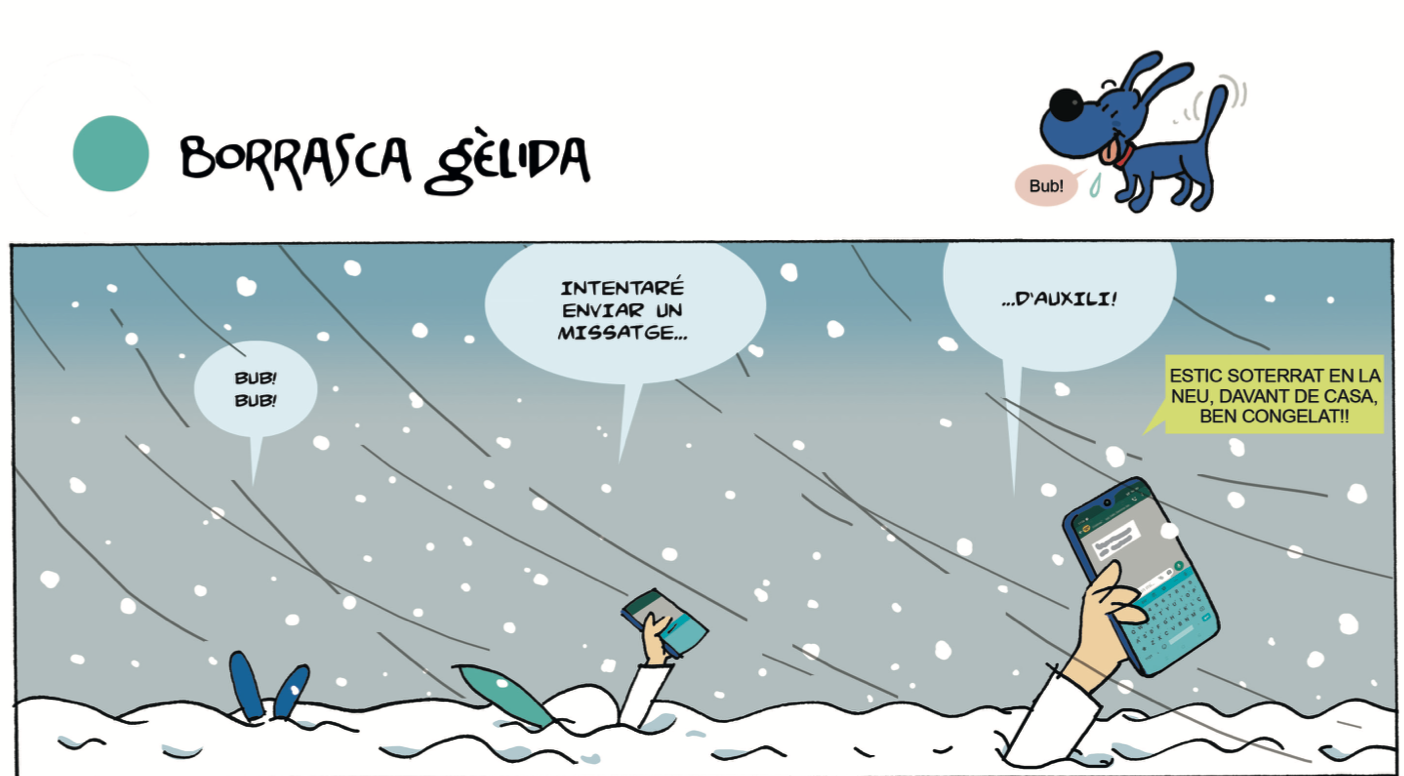 BORRASCA gÈLIDA
Bub!
BUB!
BUB!
INTENTARÉ
ENVIAR UN
MISSATGE...
...D'AUXILI!
ESTIC SOTERRAT EN LA
NEU, DAVANT DE CASA,
BEN CONGELAT!!